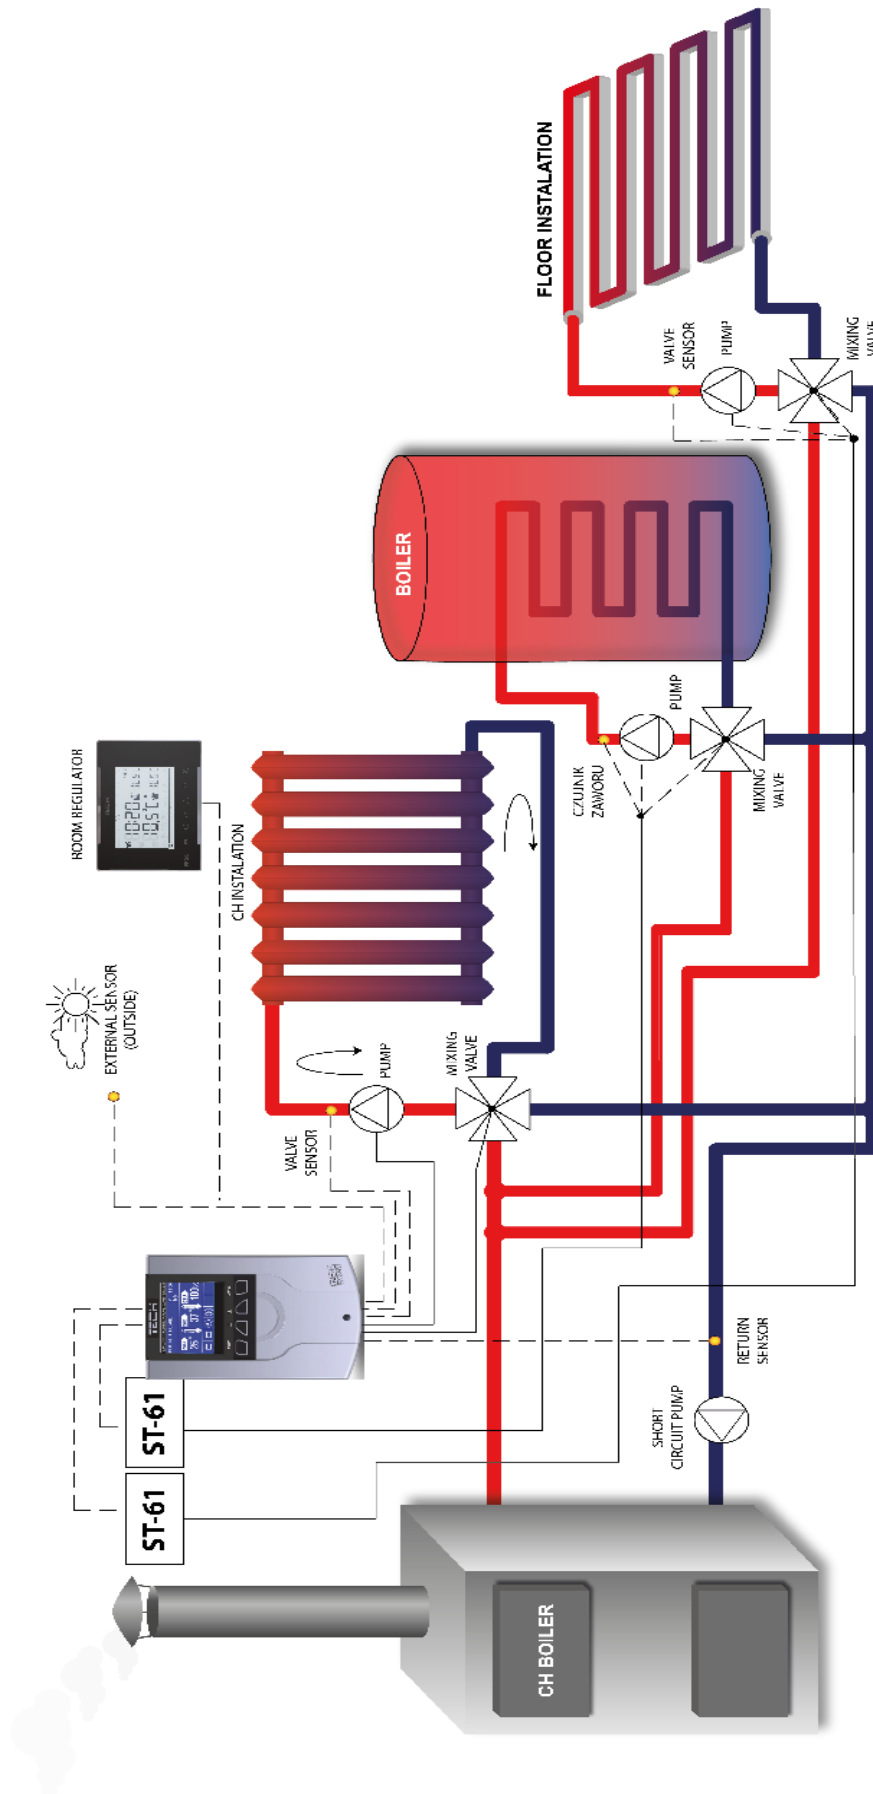 FLOOR INSTALATION
VALVE
SENSOR
PUMP
MIXING
VALVE
BOILER
CZUJNIK
ZAWORU
PUMP
MIXING
VALVE
ROOM REGULATOR
CH INSTALATION
EXTERNAL SENSOR
(OUTSIDE)
VALVE
SENSOR
PUMP
MIXING
VALVE
TECH
ST-61
ST-61
RETURN
SENSOR
SHORT
CIRCUIT PUMP
CH BOILER